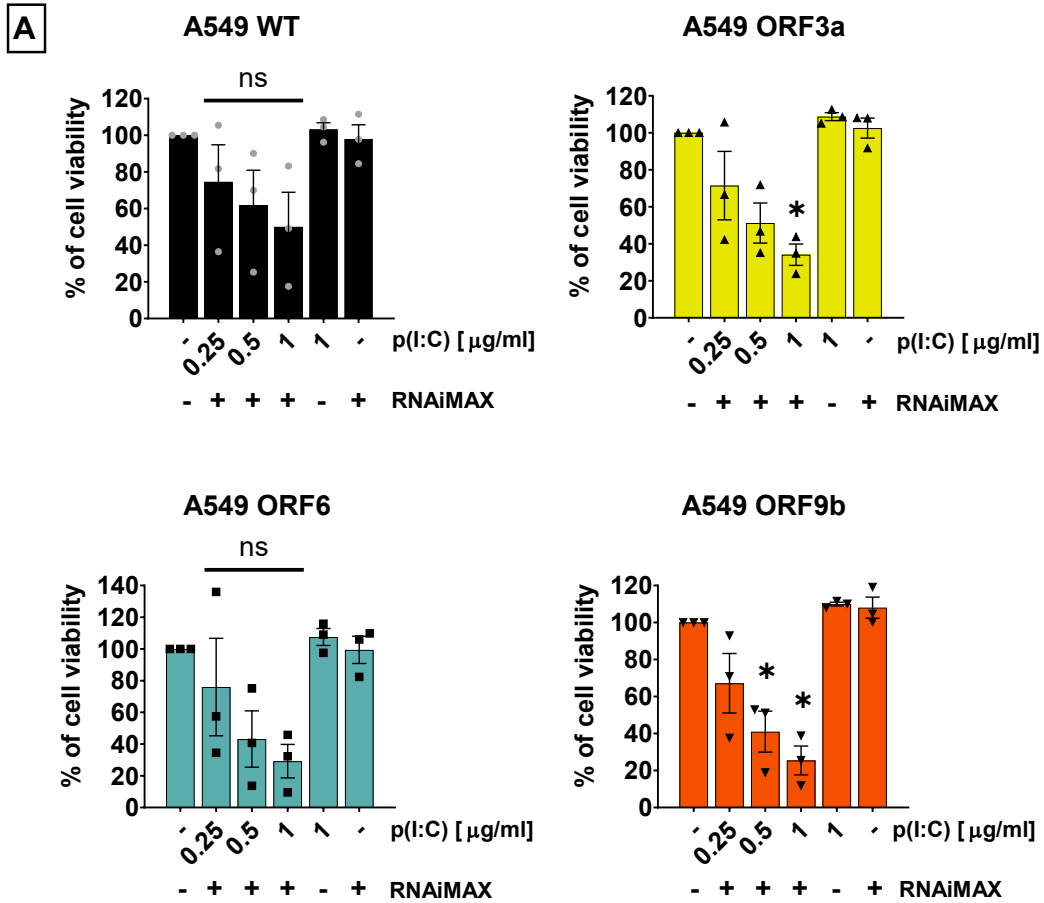 A
A549 WT
ns
% of cell viability
120
100
80
60
40
20
0
- 0.25 0.5 1 1 - p(I:C) [ μg/ml]
- + + + - + RNAiMAX
A549 ORF3a
% of cell viability
120
100
80
60
40
20
0
*
- 0.25 0.5 1 1 - p(I:C) [ μg/ml]
- + + + - + RNAiMAX
A549 ORF6
ns
% of cell viability
140
120
100
80
60
40
20
0
- 0.25 0.5 1 1 - p(I:C) [ μg/ml]
- + + + - + RNAiMAX
A549 ORF9b
% of cell viability
120
100
80
60
40
20
0
* *
- 0.25 0.5 1 1 - p(I:C) [ μg/ml]
- + + + - + RNAiMAX